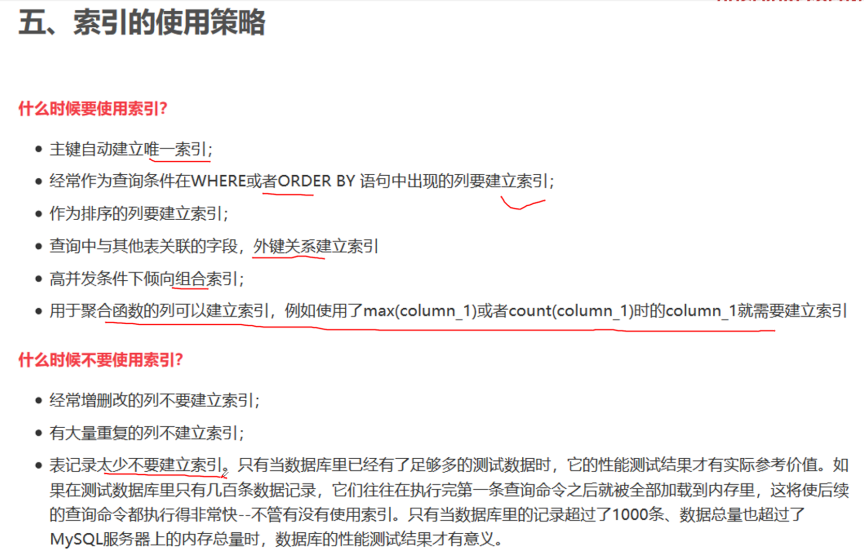 五、索引的使用策略
什么时候要使用索引?
主键自动建立唯一索引;
经常作为查询条件在WHERE或者ORDER BY 语句中出现的列要建立索引;
作为排序的列要建立索引;
查询中与其他表关联的字段，外键关系建立索引
高并发条件下倾向组合索引;
用于聚合函数的列可以建立索引，例如使用了max(column_1)或者count(column_1)时的column_1就需要建立索引
什么时候不要使用索引?
经常增删改的列不要建立索引;
有大量重复的列不建立索引;
表记录太少不要建立索引。只有当数据库里已经有了足够多的测试数据时，它的性能测试结果才有实际参考价值。如
果在测试数据库里只有几百条数据记录，它们往往在执行完第一条查询命令之后就被全部加载到内存里，这将使后续
的查询命令都执行得非常快--不管有没有使用索引。只有当数据库里的记录超过了1000条、数据总量也超过了
MySQL服务器上的内存总量时，数据库的性能测试结果才有意义。